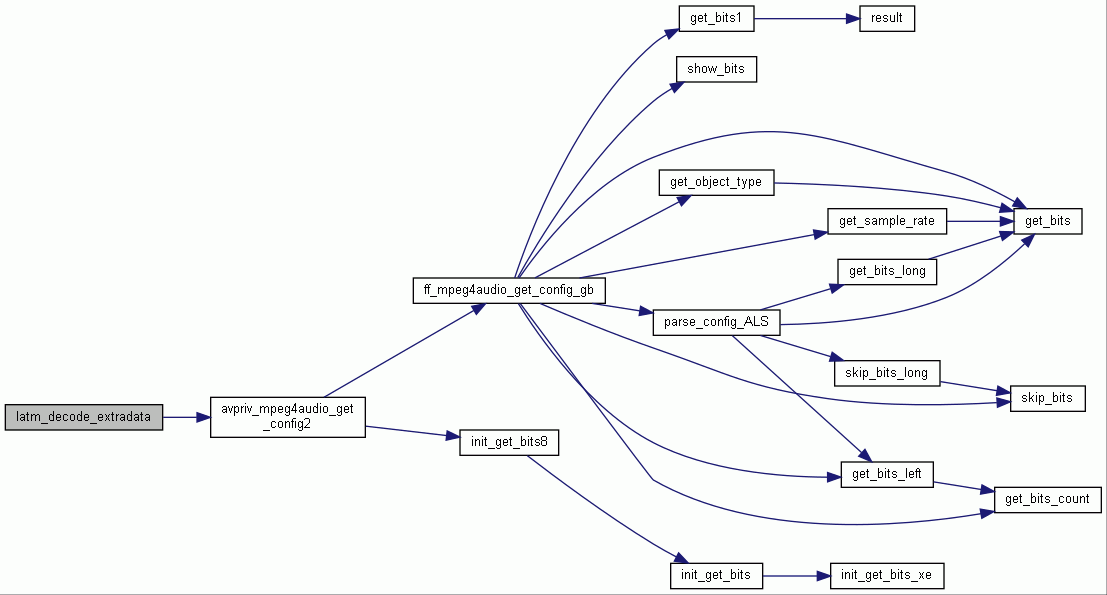 get_bits1
result
show_bits
get_object_type
get_sample_rate
get_bits
get_bits_long
ff_mpeg4audio_get_config_gb
parse_config_ALS
skip_bits_long
skip_bits
latm_decode_extradata
avpriv_mpeg4audio_get
_config2
init_get_bits8
get_bits_left
get_bits_count
init_get_bits
init_get_bits_xe